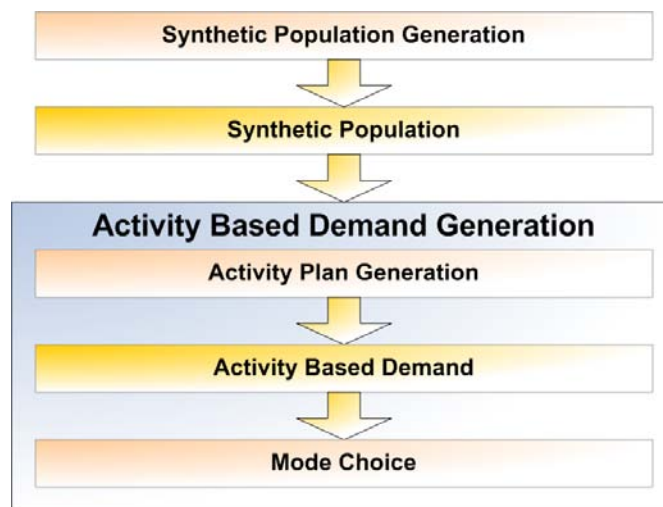 Synthetic Population Generation
Synthetic Population
Activity Based Demand Generation
Activity Plan Generation
Activity Based Demand
Mode Choice